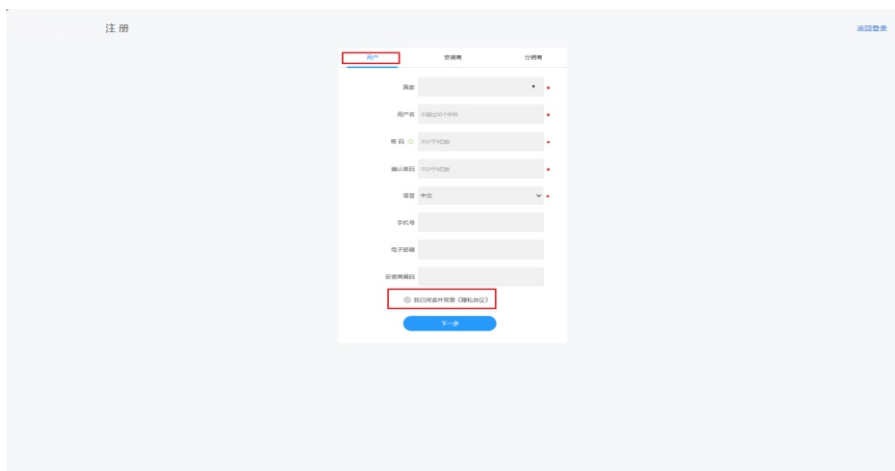 注 册
返回登录
用户 安装商 分销商
国家
用户名
密 码
确认密码
语言 中文
手机号
电子邮箱
安装商编码
我已阅读并同意《隐私协议》
下一步